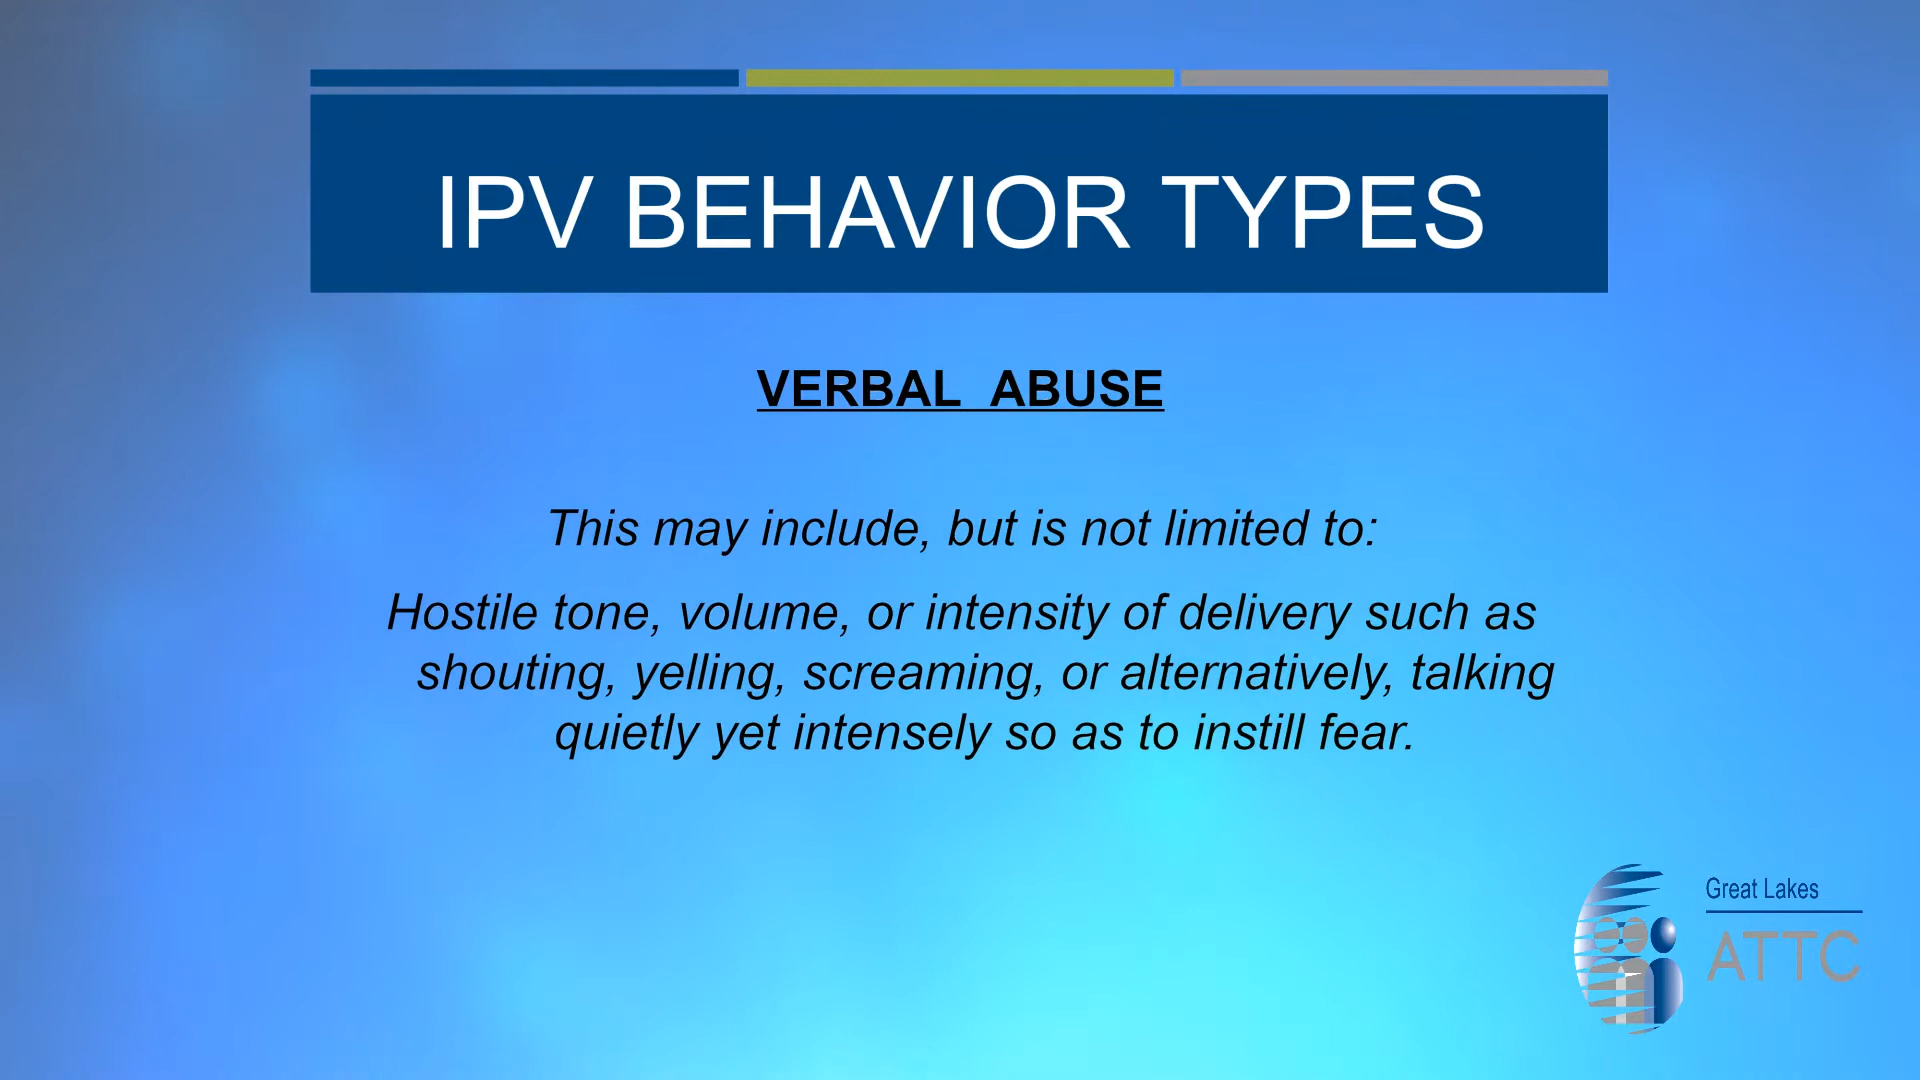 IPV BEHAVIOR TYPES
VERBAL ABUSE
This may include, but is not limited to:
Hostile tone, volume, or intensity of delivery such as
shouting, yelling, screaming, or alternatively, talking
quietly yet intensely so as to instill fear.
Great Lakes
ATTC